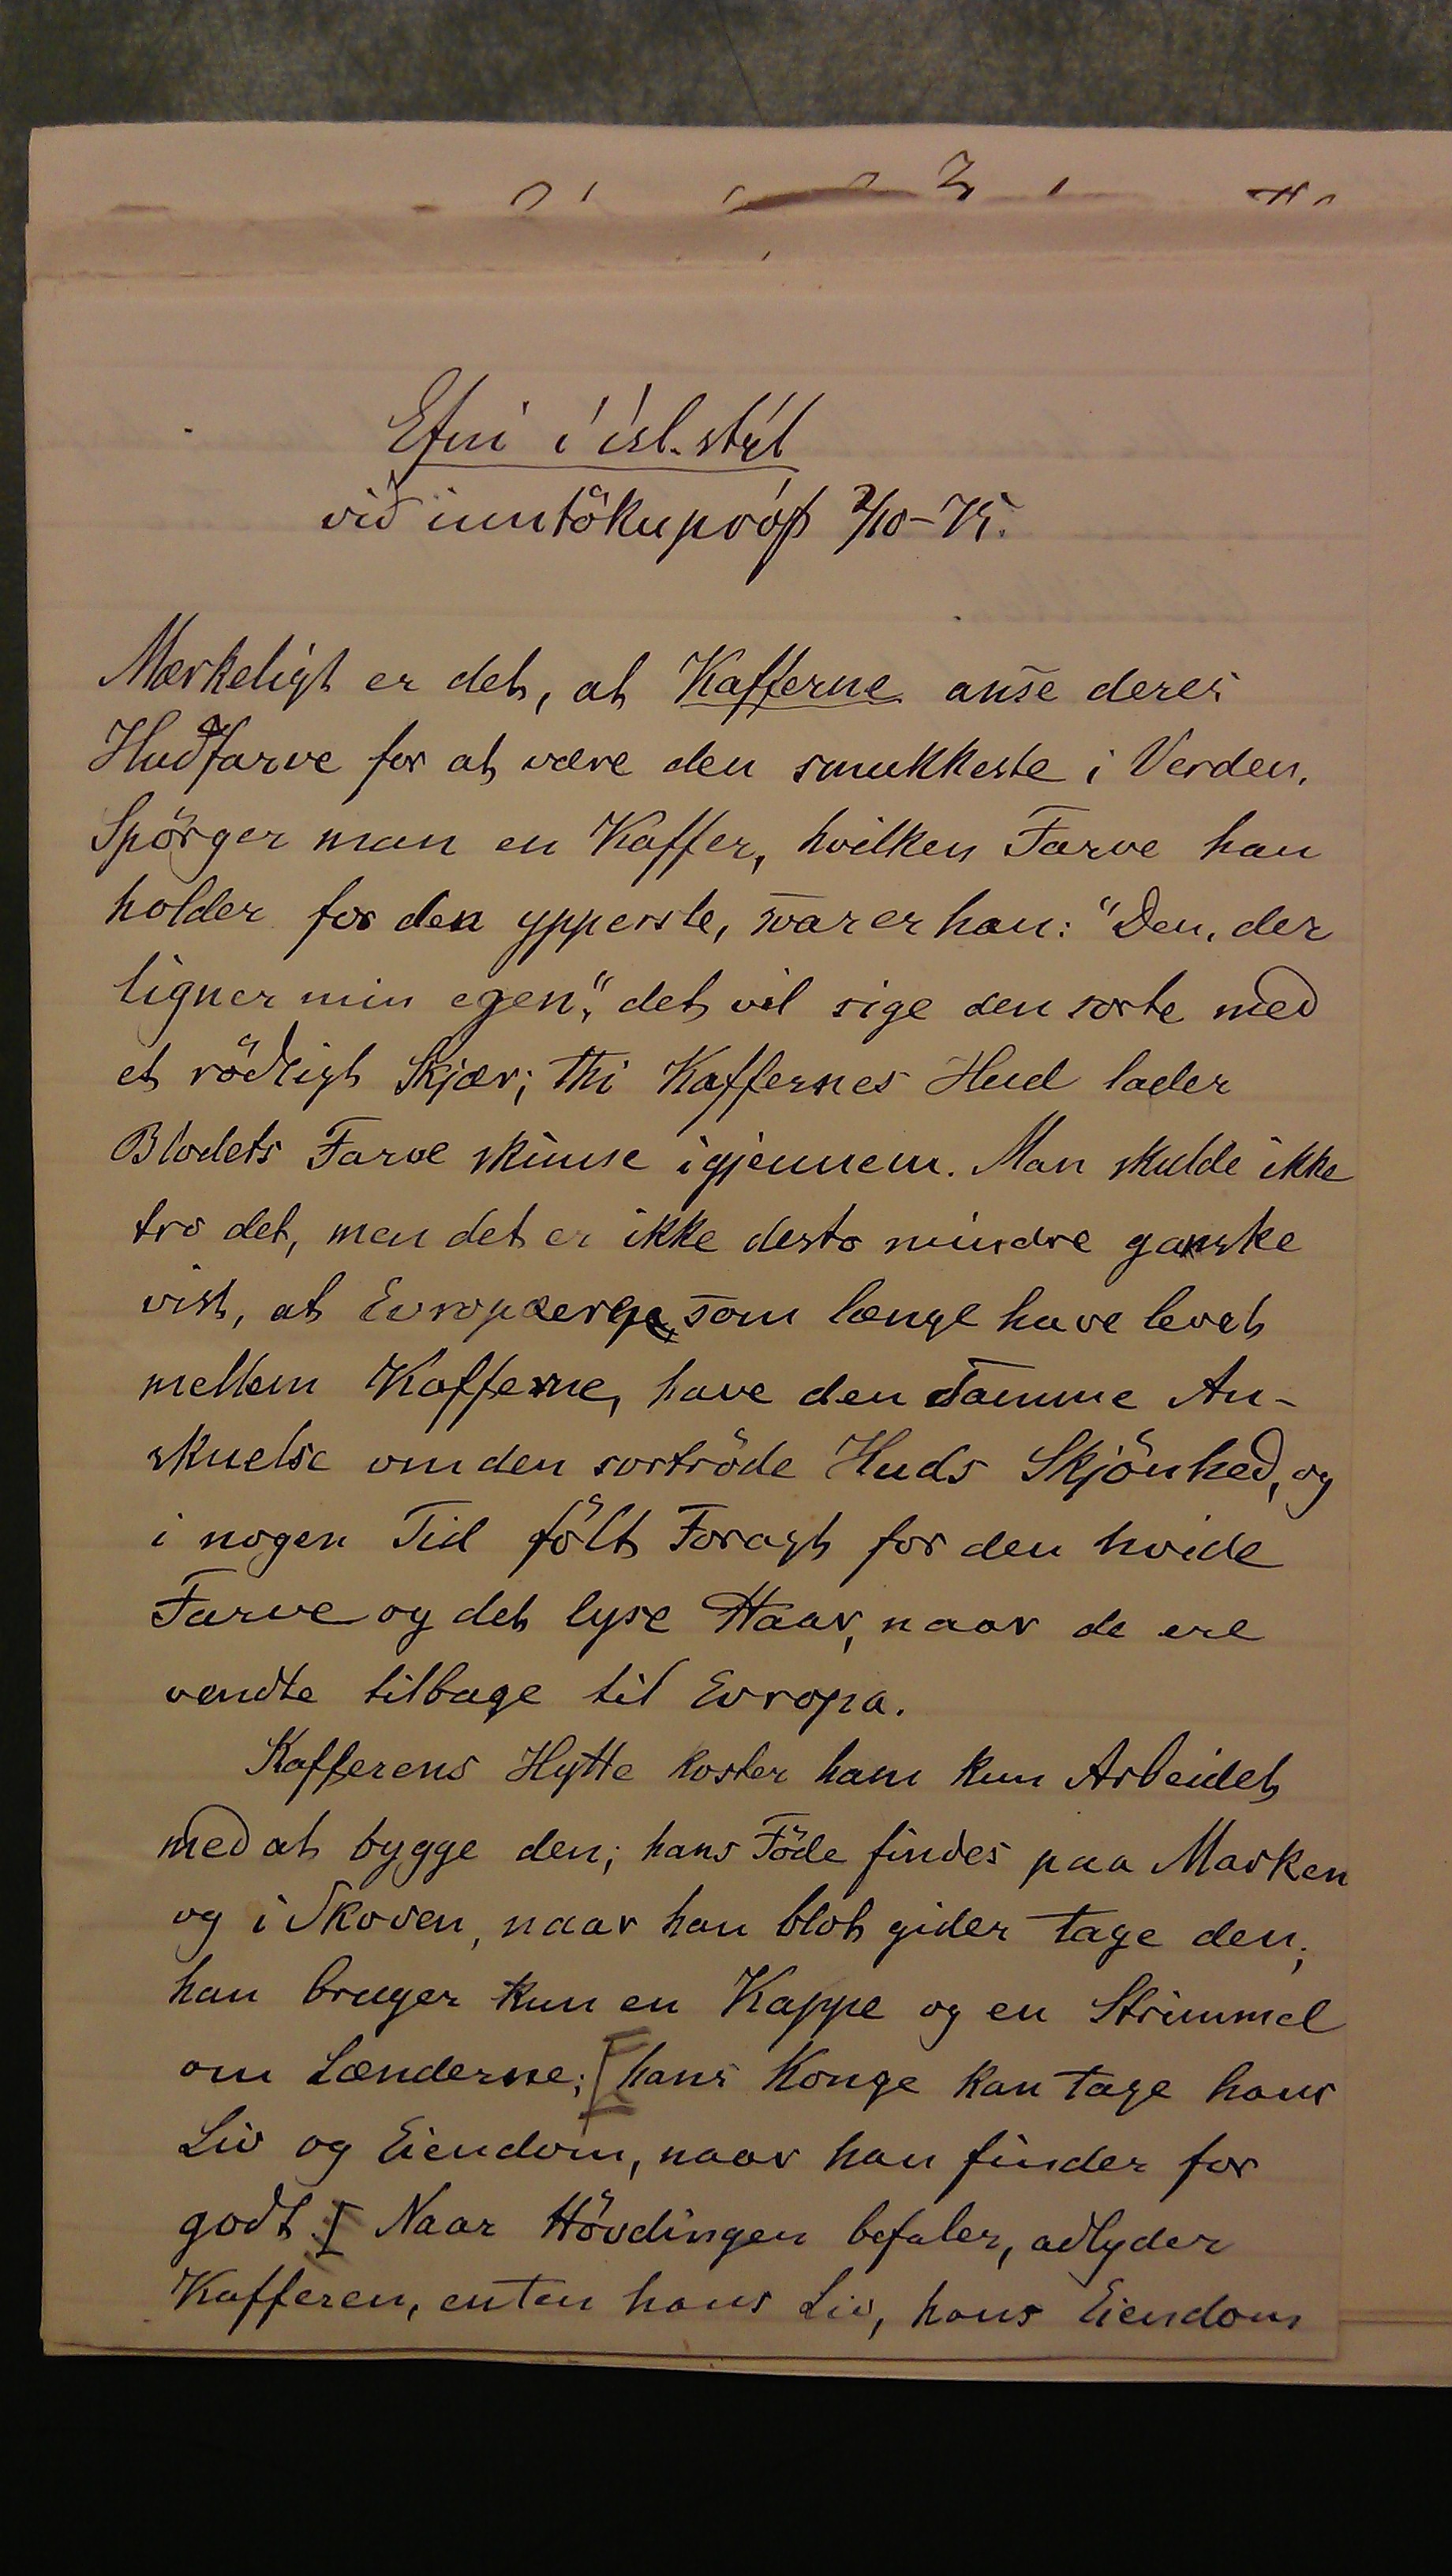 Efni í ísl. stýl
við inntökupróf 2/10-75.
Mærkeligt er det, at Kafferne anse deres
Hudfarve for at være den smukkeste i Verden.
Spörger man en Kaffer, hvilken Farve han
holder for den ypperste, svarer han: "Den, der
ligner min egen", det vil sige den sorte med
et rödligt Skjær; thi Kaffernes Hud lader
Blodets Farve skinne igjennem. Man skulde ikke
tro det, men det er ikke desto mindre ganske
vist, at Evropæerne, som længe have levet
mellem Kafferne, have den samme An-
skuelse om den sortröde Huds Skjönhed, og
i nogen Tid fölt Foragt for den hvide
Farve og det lyse Haar, naar de ere
vendte tilbage til Evropa.
Kafferens Hytte koster ham kun Arbeidet
med at bygge den; hans Föde findes paa Marken
og i Skoven, naar han blot gider tage den;
han bruger kun en Kappe og en Strimmel
om Lænderne; [hans Konge kan tage hans
Liv og Eiendom, naar han finder for
godt.] Naar Hövdingen befaler, adlyder
Kafferen, enten hans Liv, hans Eiendom